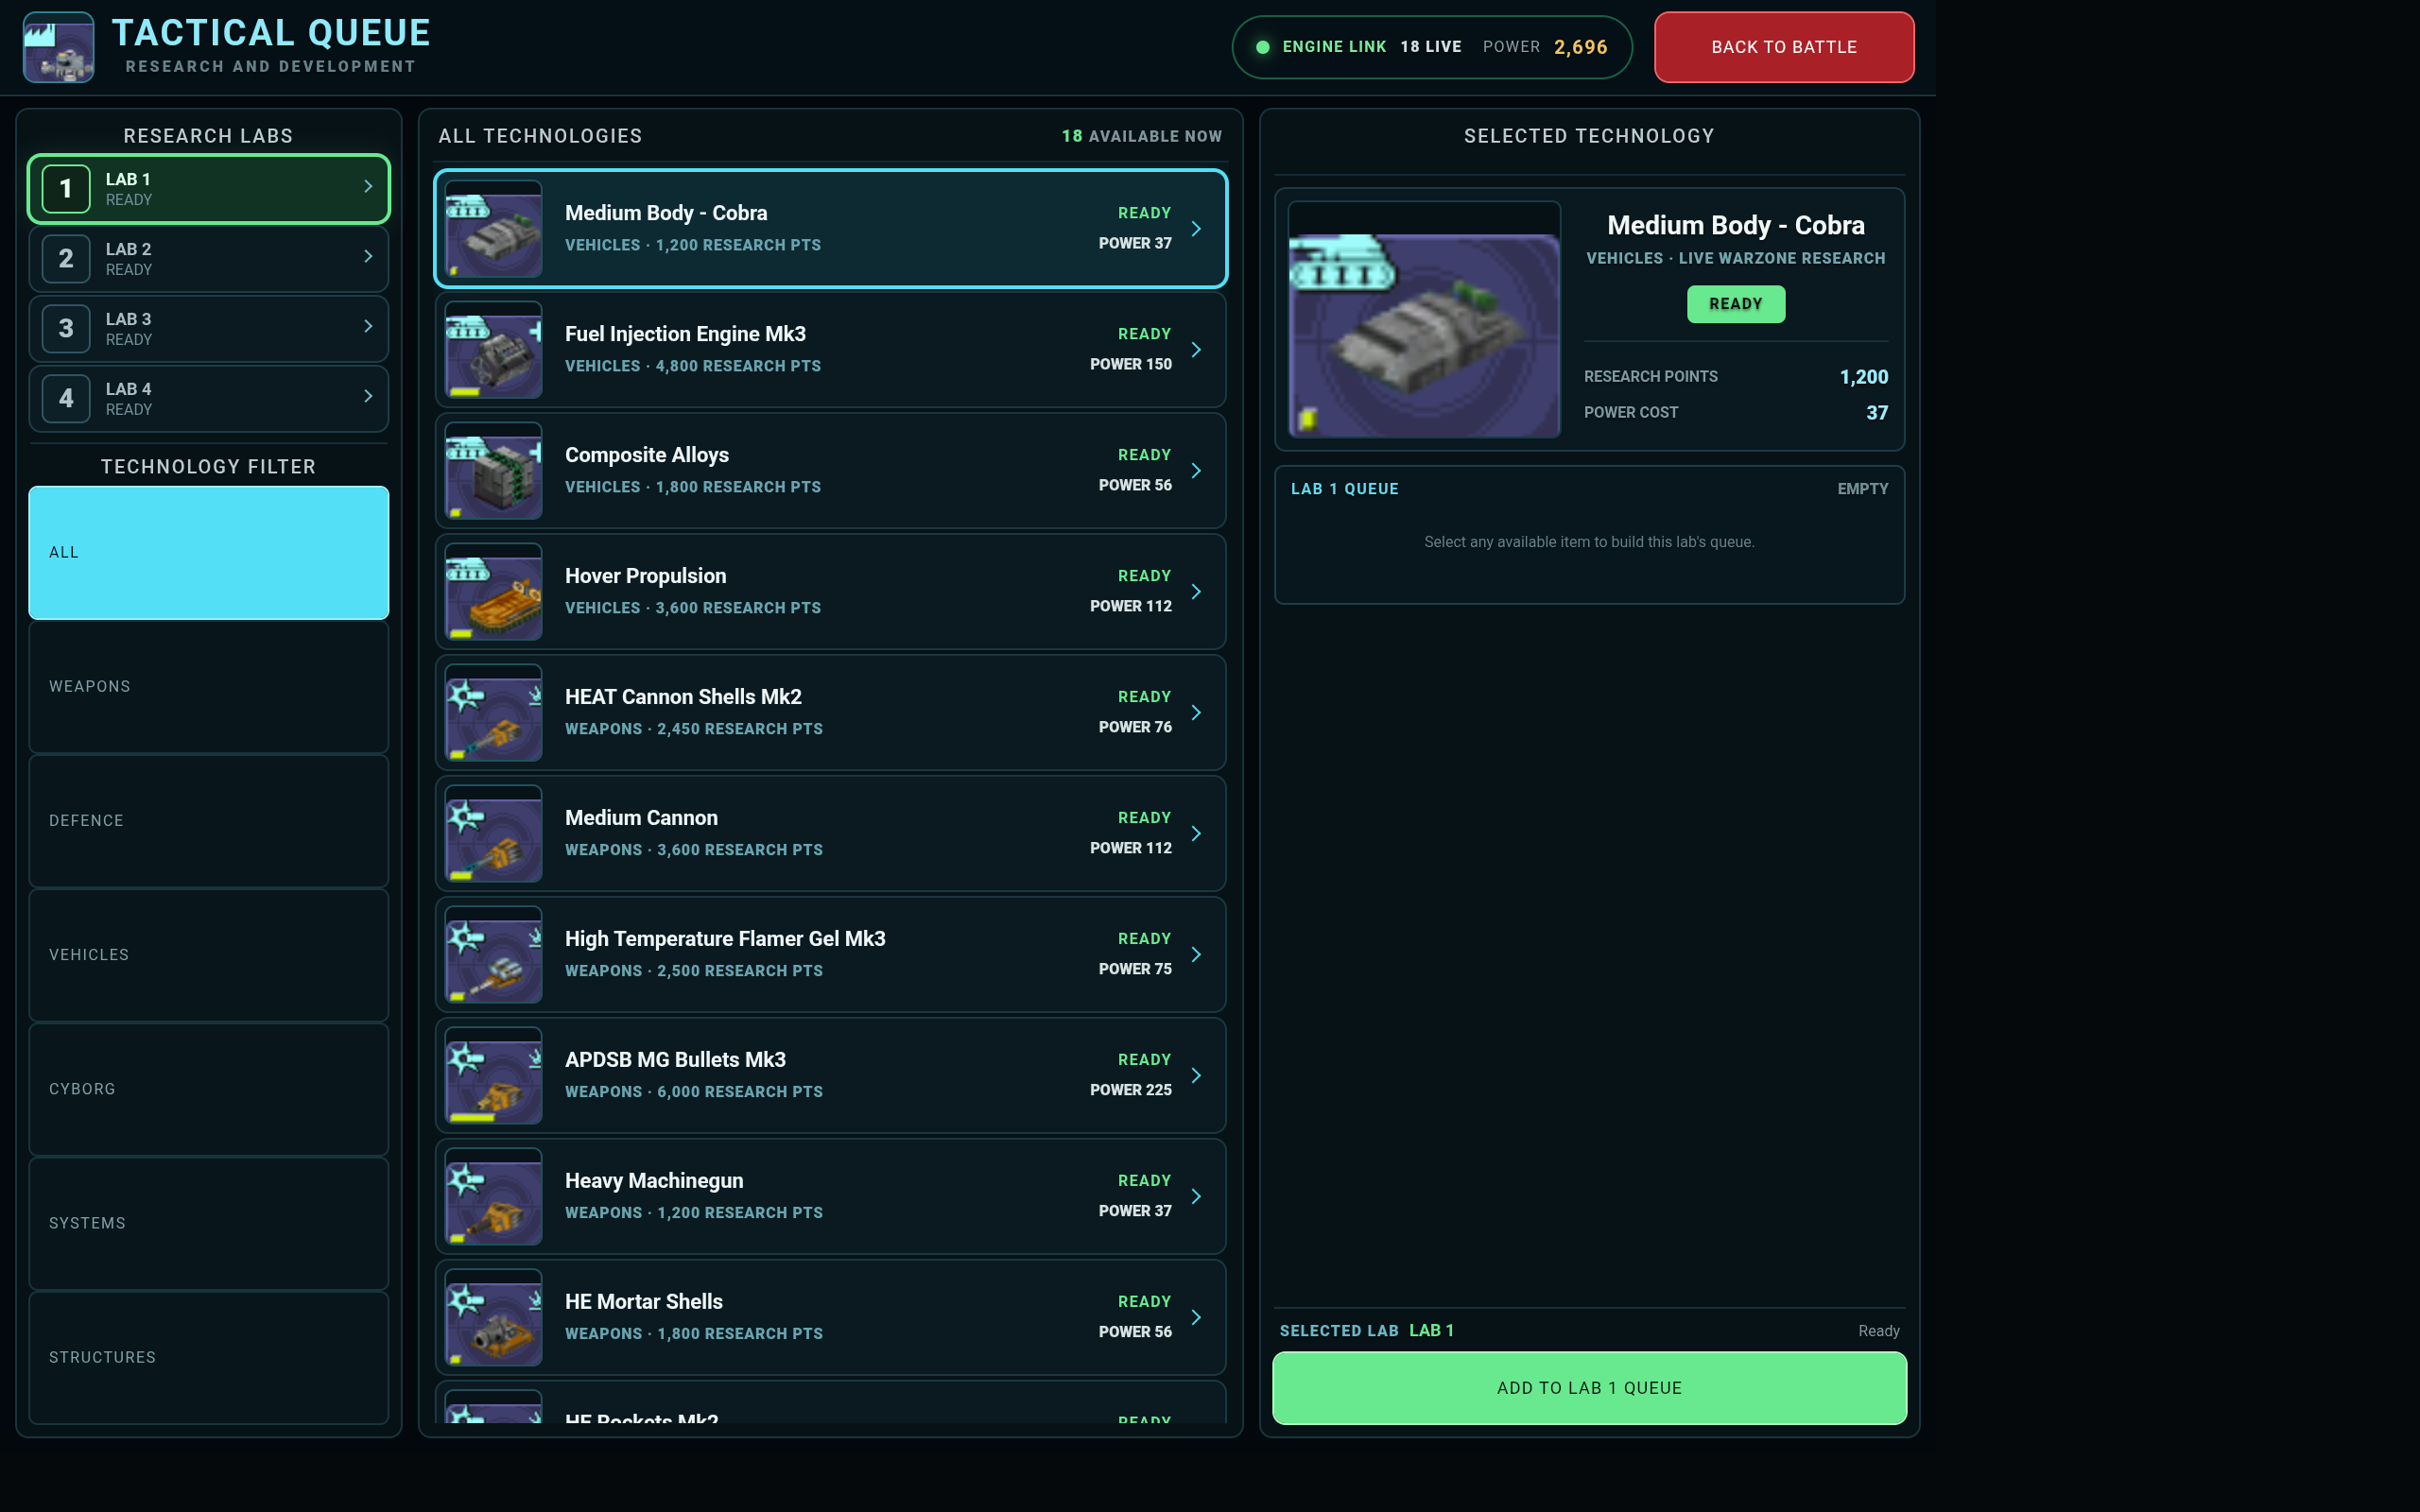 TACTICAL QUEUE
RESEARCH AND DEVELOPMENT
ENGINE LINK 18 LIVE POWER 2,696
BACK TO BATTLE
RESEARCH LABS
1 LAB 1
READY
2 LAB 2
READY
3 LAB 3
READY
4 LAB 4
READY
TECHNOLOGY FILTER
ALL
WEAPONS
DEFENCE
VEHICLES
CYBORG
SYSTEMS
STRUCTURES
ALL TECHNOLOGIES
18 AVAILABLE NOW
Medium Body - Cobra
VEHICLES · 1,200 RESEARCH PTS
READY
POWER 37
Fuel Injection Engine Mk3
VEHICLES · 4,800 RESEARCH PTS
READY
POWER 150
Composite Alloys
VEHICLES · 1,800 RESEARCH PTS
READY
POWER 56
Hover Propulsion
VEHICLES · 3,600 RESEARCH PTS
READY
POWER 112
HEAT Cannon Shells Mk2
WEAPONS · 2,450 RESEARCH PTS
READY
POWER 76
Medium Cannon
WEAPONS · 3,600 RESEARCH PTS
READY
POWER 112
High Temperature Flamer Gel Mk3
WEAPONS · 2,500 RESEARCH PTS
READY
POWER 75
APDSB MG Bullets Mk3
WEAPONS · 6,000 RESEARCH PTS
READY
POWER 225
Heavy Machinegun
WEAPONS · 1,200 RESEARCH PTS
READY
POWER 37
HE Mortar Shells
WEAPONS · 1,800 RESEARCH PTS
READY
POWER 56
HE Rockets Mk2
READY
SELECTED TECHNOLOGY
Medium Body - Cobra
VEHICLES · LIVE WARZONE RESEARCH
READY
RESEARCH POINTS 1,200
POWER COST 37
LAB 1 QUEUE EMPTY
Select any available item to build this lab's queue.
SELECTED LAB LAB 1 Ready
ADD TO LAB 1 QUEUE